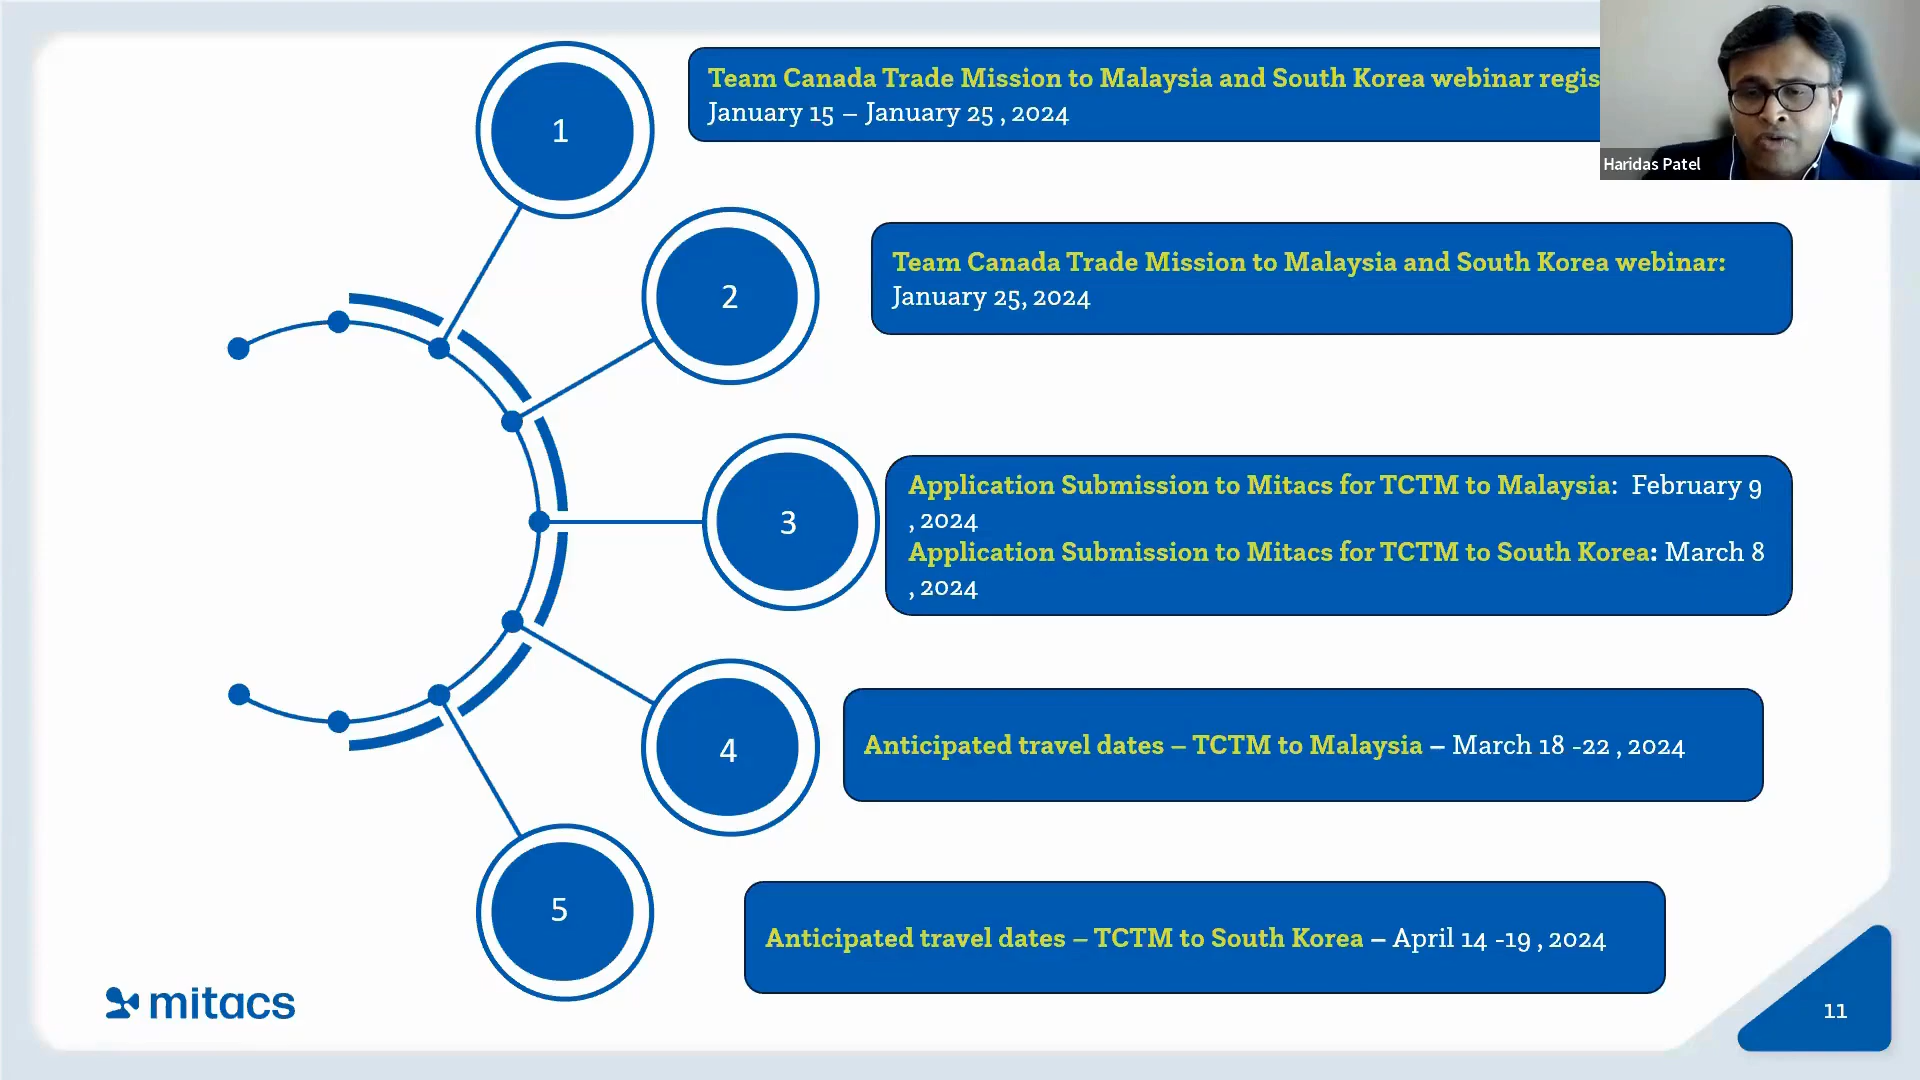 1
Team Canada Trade Mission to Malaysia and South Korea webinar
January 15 – January 25 , 2024
Haridas Patel
2
Team Canada Trade Mission to Malaysia and South Korea webinar:
January 25, 2024
3
Application Submission to Mitacs for TCTM to Malaysia: February 9
, 2024
Application Submission to Mitacs for TCTM to South Korea: March 8
, 2024
4
Anticipated travel dates – TCTM to Malaysia – March 18 -22 , 2024
5
Anticipated travel dates – TCTM to South Korea – April 14 -19 , 2024
mitacs
11